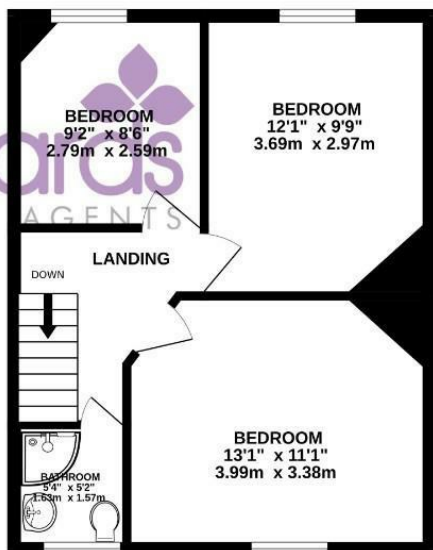 BEDROOM
9'2" x 8'6"
2.79m x 2.59m
BEDROOM
12'1" x 9'9"
3.69m x 2.97m
ards
AGENTS
LANDING
DOWN
BEDROOM
13'1" x 11'1"
3.99m x 3.38m
BATHROOM
5'4" x 5'2"
1.63m x 1.57m